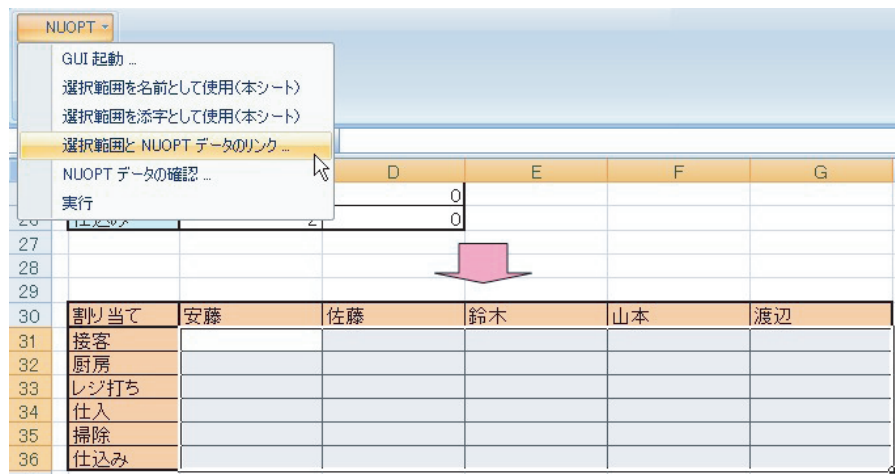 NUOPT
GUI 起動 ...
選択範囲を名前として使用(本シート)
選択範囲を添字として使用(本シート)
選択範囲と NUOPT データのリンク ...
NUOPT データの確認 ...
実行
D E F G
0
仕込み 2 0
27
28
29
30 割り当て 安藤 佐藤 鈴木 山本 渡辺
31 接客
32 厨房
33 レジ打ち
34 仕入
35 掃除
36 仕込み